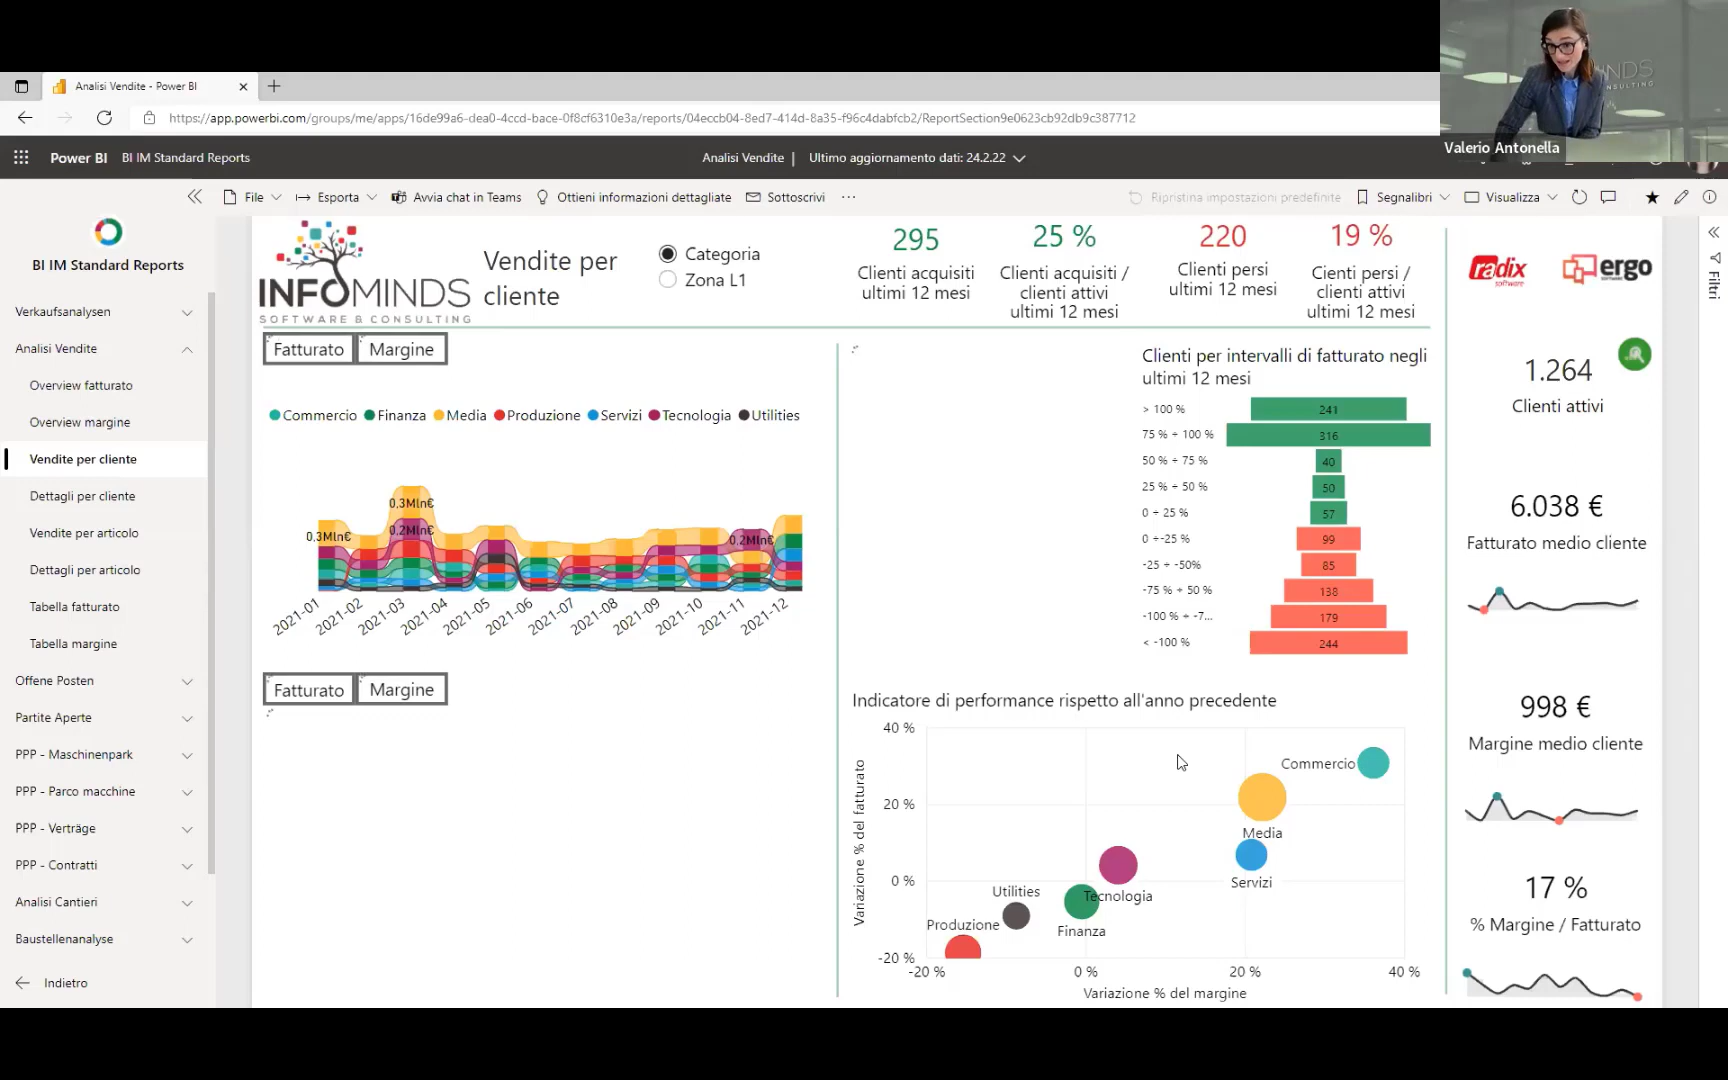 Valerio Antonella
Analisi Vendite - Power BI
https://app.powerbi.com/groups/me/apps/16de99a6-dea0-4ccd-bace-0f8cf6310e3a/reports/04eccb04-8ed7-414d-8a35-f96c4dabfcb2/ReportSection9e0623cb92db9c387712
Power BI BI IM Standard Reports Analisi Vendite | Ultimo aggiornamento dati: 24.2.22
File Esporta Avvia chat in Teams Ottieni informazioni dettagliate Sottoscrivi ... Ripristina impostazioni predefinite Segnalibri Visualizza
BI IM Standard Reports
Verkaufsanalysen
Analisi Vendite
Overview fatturato
Overview margine
Vendite per cliente
Dettagli per cliente
Vendite per articolo
Dettagli per articolo
Tabella fatturato
Tabella margine
Offene Posten
Partite Aperte
PPP - Maschinenpark
PPP - Parco macchine
PPP - Verträge
PPP - Contratti
Analisi Cantieri
Baustellenanalyse
Indietro
INFOMINDS
SOFTWARE & CONSULTING
Vendite per
cliente
Categoria
Zona L1
295
Clienti acquisiti
ultimi 12 mesi
25 %
Clienti acquisiti /
clienti attivi
ultimi 12 mesi
220
Clienti persi
ultimi 12 mesi
19 %
Cienti persi /
clienti attivi
ultimi 12 mesi
radix
software
ergo
Filtri
Fatturato Margine
Commercio Finanza Media Produzione Servizi Tecnologia Utilities
0,3Mln€
0,3Mln€
0,2Mln€
0,2Mln€
2021-01 2021-02 2021-03 2021-04 2021-05 2021-06 2021-07 2021-08 2021-09 2021-10 2021-11 2021-12
Fatturato Margine
Clienti per intervalli di fatturato negli
ultimi 12 mesi
> 100 % 241
75 % ÷ 100 % 316
50 % ÷ 75 % 40
25 % ÷ 50 % 50
0 ÷ 25 % 57
0 ÷ -25 % 99
-25 ÷ -50% 85
-75 % ÷ 50 % 138
-100 % ÷ -7... 179
< -100 % 244
Indicatore di performance rispetto all'anno precedente
Variazione % del fatturato
40 %
20 %
0 %
-20 %
Commercio
Media
Servizi
Tecnologia
Utilities
Finanza
Produzione
-20 % 0 % 20 % 40 %
Variazione % del margine
1.264
Clienti attivi
6.038 €
Fatturato medio cliente
998 €
Margine medio cliente
17 %
% Margine / Fatturato